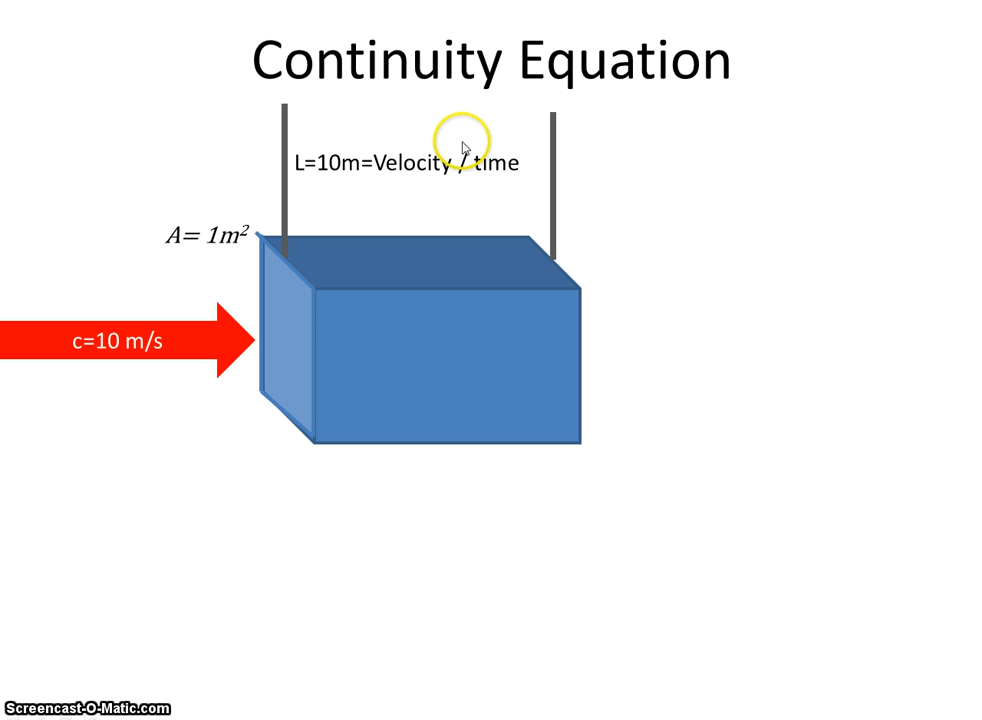 Continuity Equation
L=10m=Velocity / time
A= 1m²
c=10 m/s
Screencast-O-Matic.com